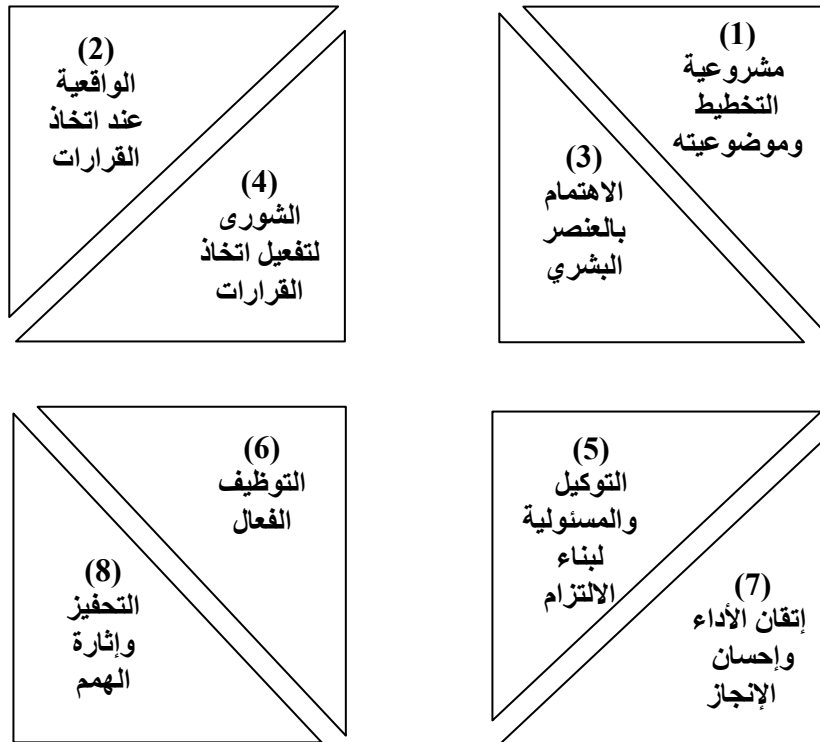 (1)
مشروعية
التخطيط
وموضوعيته
(2)
الواقعية
عند اتخاذ
القرارات
(3)
الاهتمام
بالعنصر
البشري
(4)
الشورى
لتفعيل اتخاذ
القرارات
(5)
التوكيل
والمسئولية
لبناء
الالتزام
(6)
التوظيف
الفعال
(7)
إتقان الأداء
وإحسان
الإنجاز
(8)
التحفيز
وإثارة
الهمم